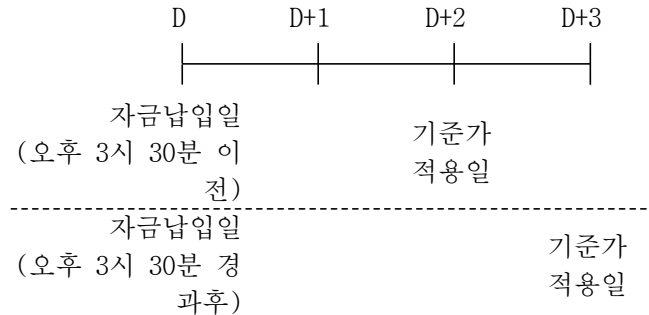 D D+1 D+2 D+3
자금납입일
(오후 3시 30분 이
전)
기준가
적용일
자금납입일
(오후 3시 30분 경
과후)
기준가
적용일